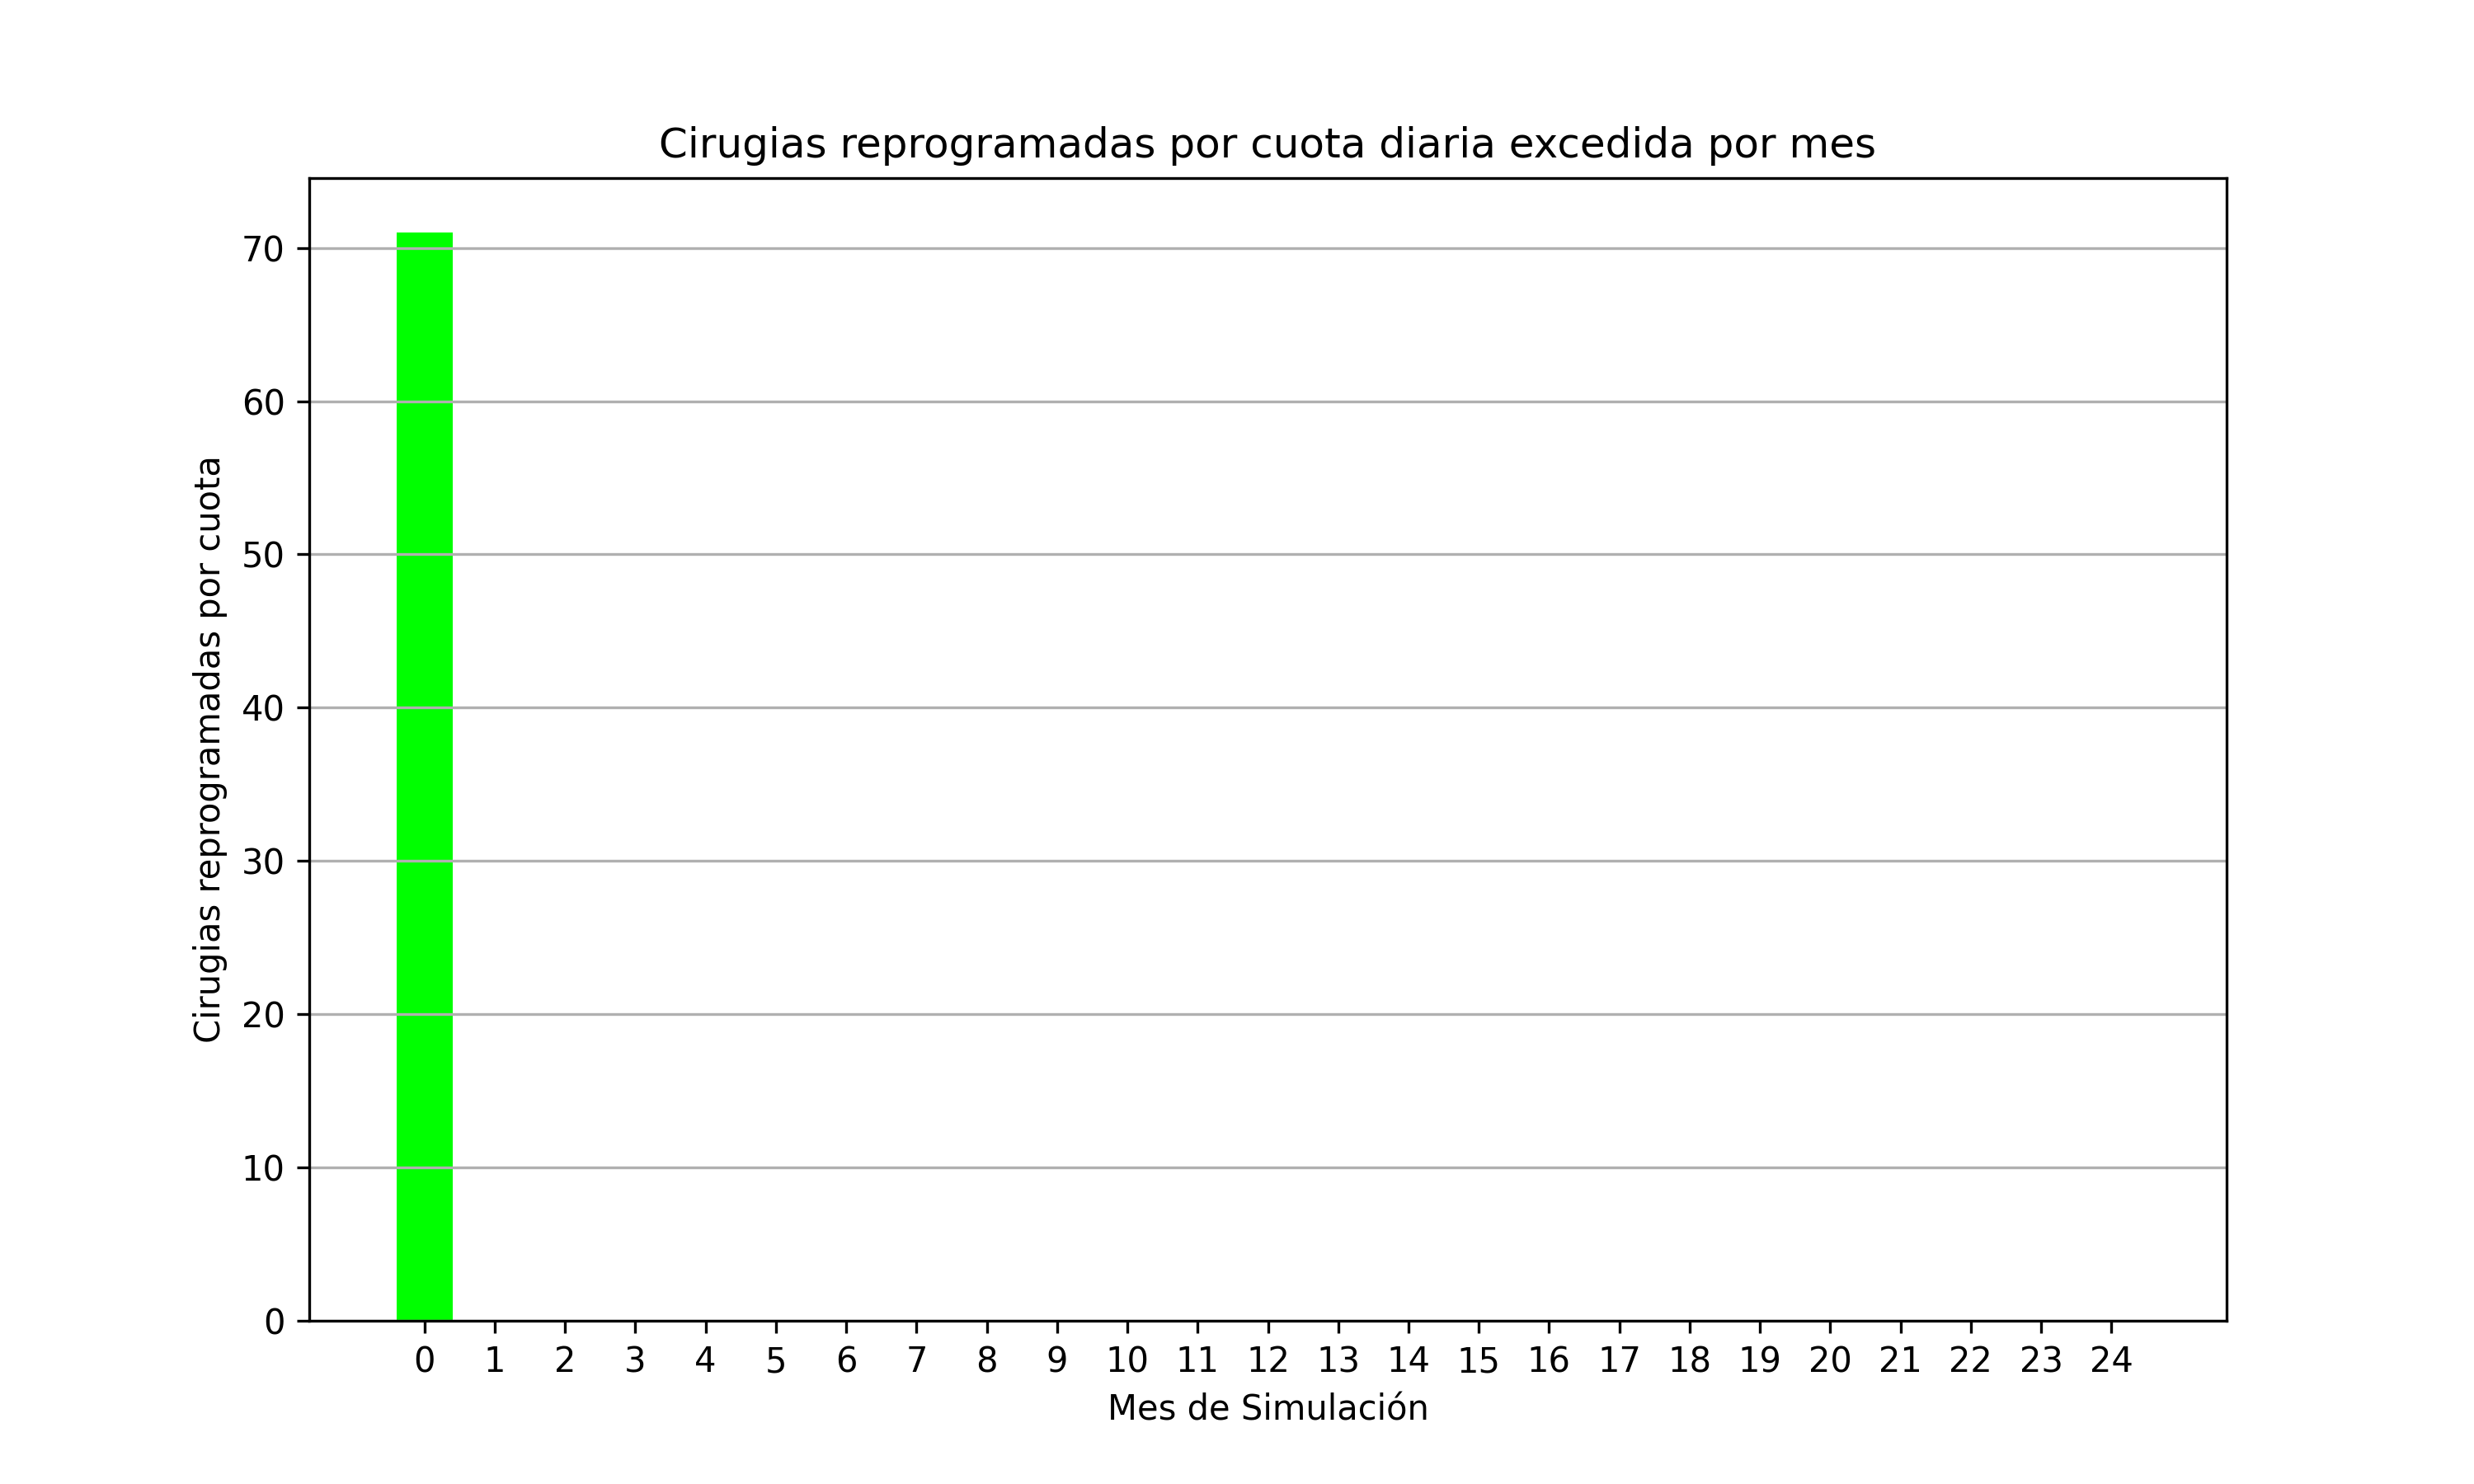 Cirugias reprogramadas por cuota diaria excedida por mes
Cirugias reprogramadas por cuota
70
60
50
40
30
20
10
0
0 1 2 3 4 5 6 7 8 9 10 11 12 13 14 15 16 17 18 19 20 21 22 23 24
Mes de Simulación